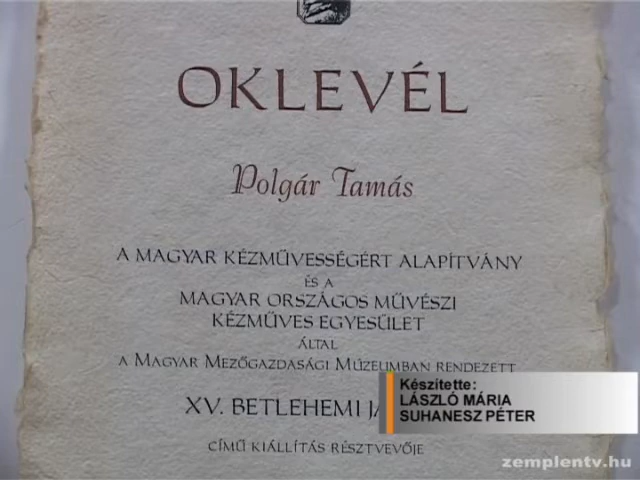 OKLEVÉL
Polgár Tamás
A MAGYAR KÉZMŰVESSÉGÉRT ALAPÍTVÁNY
ÉS A
MAGYAR ORSZÁGOS MŰVÉSZI
KÉZMŰVES EGYESÜLET
ÁLTAL
A MAGYAR MEZŐGAZDASÁGI MÚZEUMBAN RENDEZETT
XV. BETLEHEMI
CÍMŰ KIÁLLÍTÁS RÉSZTVEVŐJE
Készítette:
LÁSZLÓ MÁRIA
SUHANESZ PÉTER
zemplentv.hu